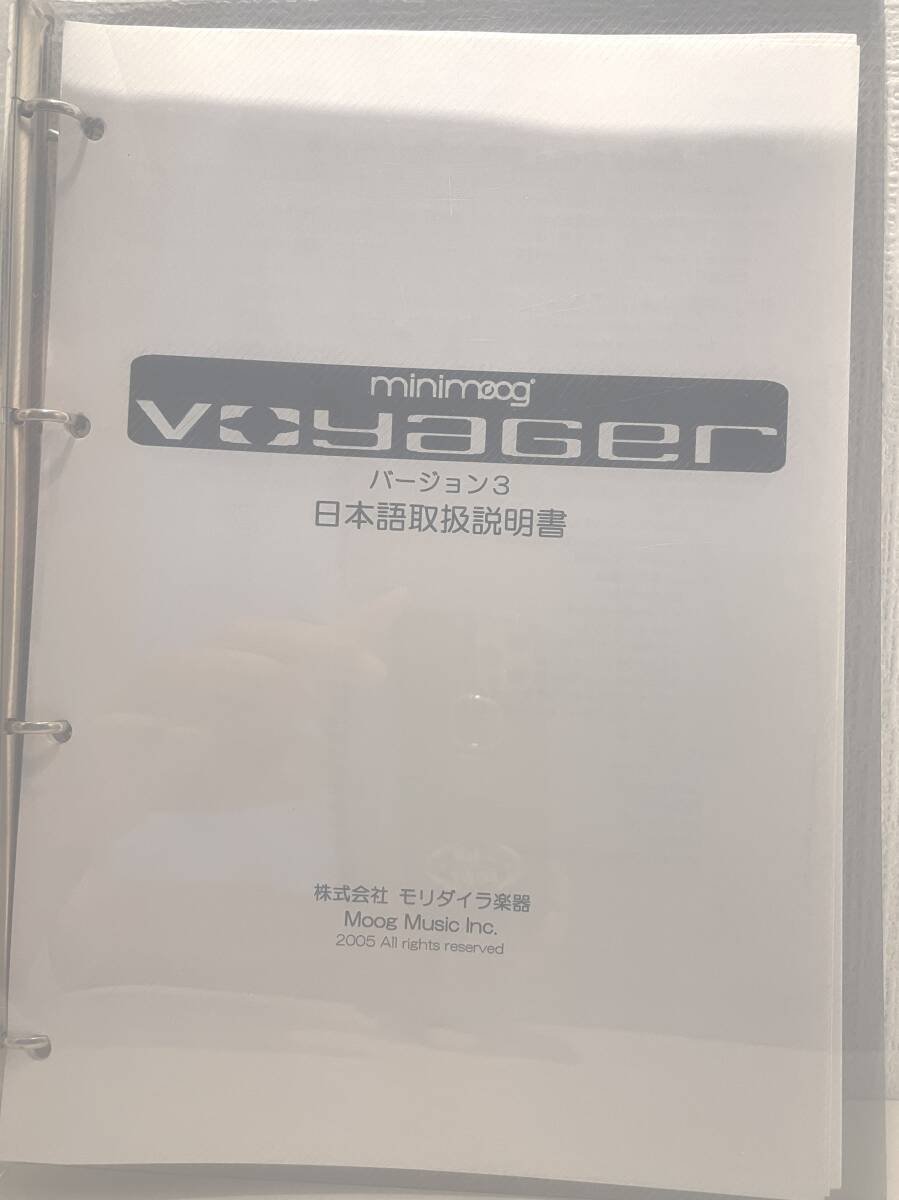 minimoog®
voyager
バージョン3
日本語取扱説明書
株式会社 モリダイラ楽器
Moog Music Inc.
2005 All rights reserved